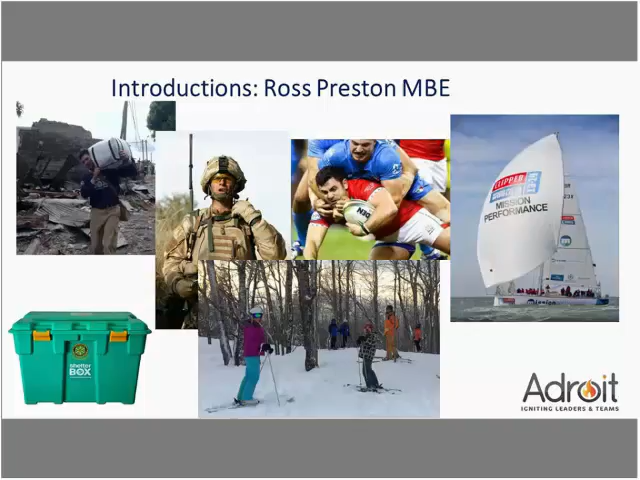 Introductions: Ross Preston MBE
CLIPPER
MISSION
PERFORMANCE
shelter
BOX
Adroit
IGNITING LEADERS & TEAMS